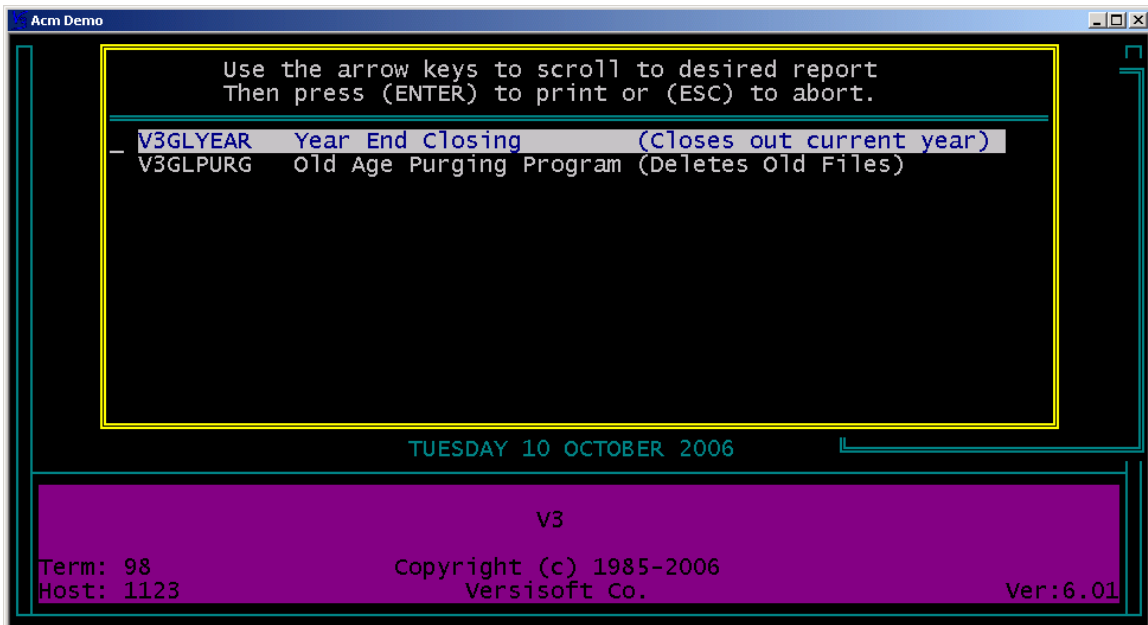 Acm Demo
Use the arrow keys to scroll to desired report
Then press (ENTER) to print or (ESC) to abort.
V3GLYEAR Year End Closing (Closes out current year)
V3GLPURG Old Age Purging Program (Deletes Old Files)
TUESDAY 10 OCTOBER 2006
V3
Term: 98 Copyright (c) 1985-2006
Host: 1123 Versisoft Co. Ver:6.01